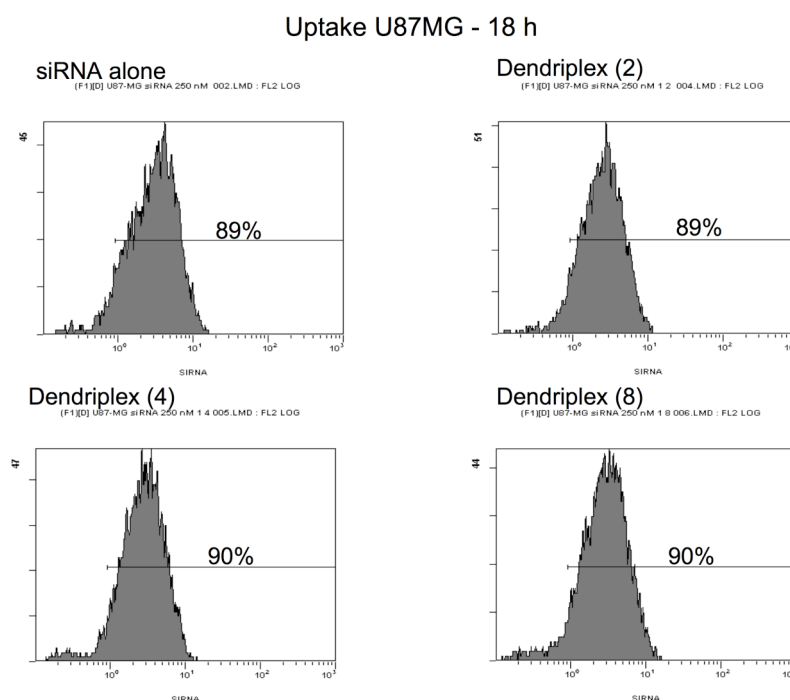 Uptake U87MG - 18 h
siRNA alone
(F1)[D] U87-MG siRNA 250 nM 002.LMD : FL2 LOG
45
89%
10⁰ 10¹ 10² 10³
SIRNA
Dendriplex (2)
(F1)[D] U87-MG siRNA 250 nM 1 2 004.LMD : FL2 LOG
51
89%
10⁰ 10¹ 10²
SIRNA
Dendriplex (4)
(F1)[D] U87-MG siRNA 250 nM 1 4 005.LMD : FL2 LOG
47
90%
10⁰ 10¹ 10² 10³
SIRNA
Dendriplex (8)
(F1)[D] U87-MG siRNA 250 nM 1 8 006.LMD : FL2 LOG
44
90%
10⁰ 10¹ 10²
SIRNA